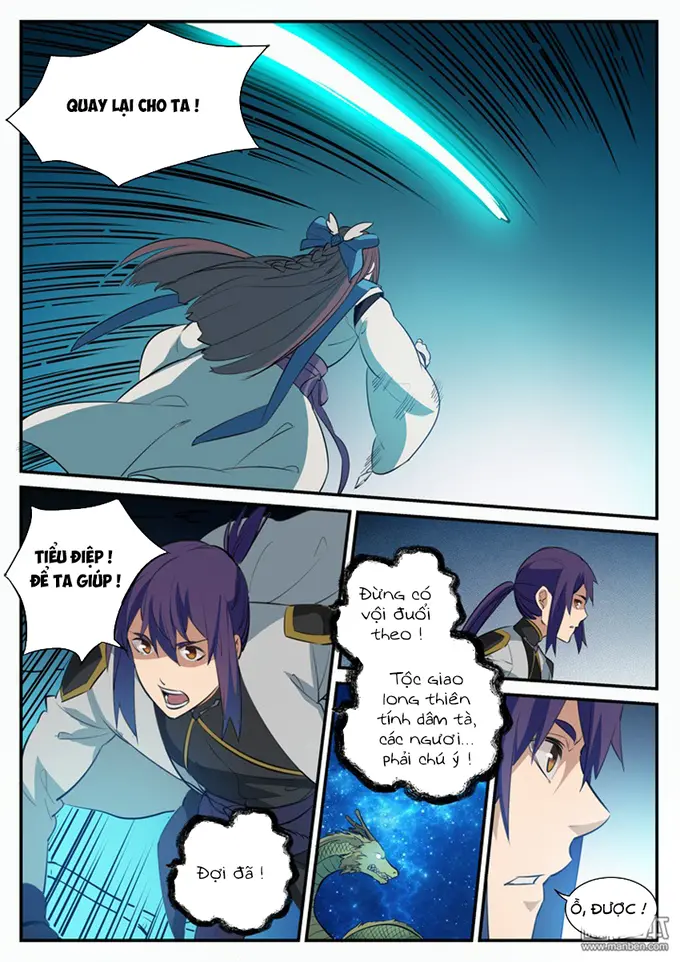 QUAY LẠI CHO TA !
TIỂU ĐIỆP !
ĐỂ TA GIÚP !
Đừng có
vội đuổi
theo !
Tộc giao
long thiên
tính dâm tà,
các ngươi...
phải chú ý !
Đợi đã !
Ồ, ĐƯỢC !
www.manben.com